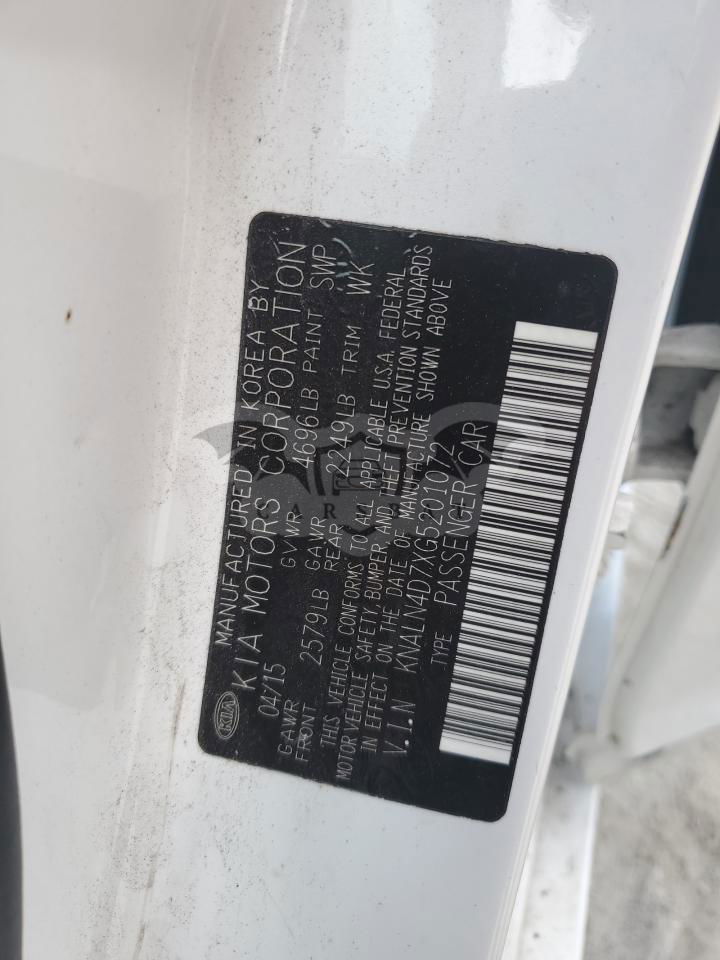 KIA
MANUFACTURED IN KOREA BY
KIA MOTORS CORPORATION
04/15 GVWR 4696LB PAINT SWP
GAWR FRONT 2579LB GAWR REAR 2249LB TRIM WK
THIS VEHICLE CONFORMS TO ALL APPLICABLE U.S.A. FEDERAL
MOTOR VEHICLE SAFETY, BUMPER AND THEFT PREVENTION STANDARDS
IN EFFECT ON THE DATE OF MANUFACTURE SHOWN ABOVE
V.I.N KNALN4D7XG5201072
TYPE PASSENGER CAR